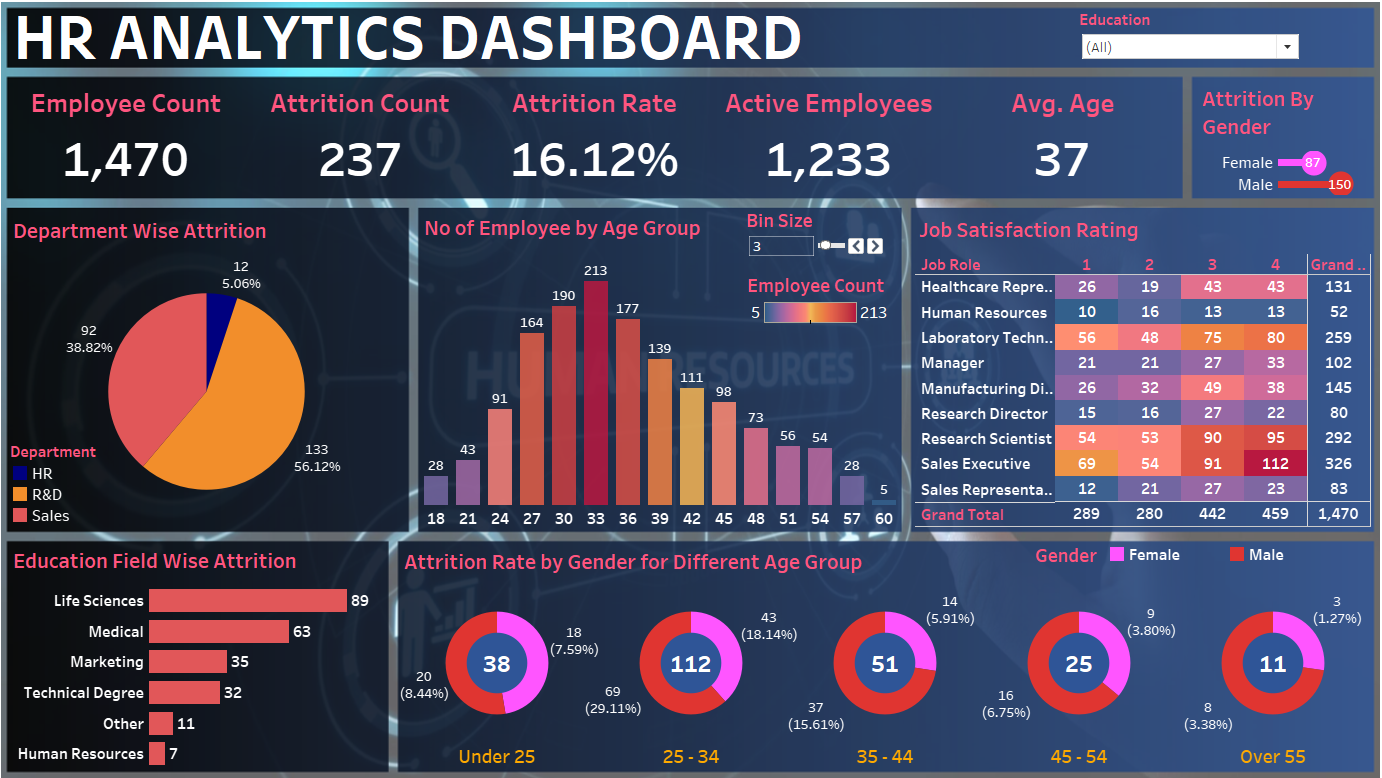 HR ANALYTICS DASHBOARD
Education
(All)
Employee Count
1,470
Attrition Count
237
Attrition Rate
16.12%
Active Employees
1,233
Avg. Age
37
Attrition By
Gender
Female 87
Male 150
Department Wise Attrition
12
5.06%
92
38.82%
133
56.12%
Department
HR
R&D
Sales
No of Employee by Age Group
Bin Size
3
Employee Count
5 213
HUMAN RESOURCES
28 43 91 164 190 213 177 139 111 98 73 56 54 28 5
18 21 24 27 30 33 36 39 42 45 48 51 54 57 60
Job Satisfaction Rating
Job Role 1 2 3 4 Grand ..
Healthcare Repre.. 26 19 43 43 131
Human Resources 10 16 13 13 52
Laboratory Techn.. 56 48 75 80 259
Manager 21 21 27 33 102
Manufacturing Di.. 26 32 49 38 145
Research Director 15 16 27 22 80
Research Scientist 54 53 90 95 292
Sales Executive 69 54 91 112 326
Sales Representa.. 12 21 27 23 83
Grand Total 289 280 442 459 1,470
Education Field Wise Attrition
Life Sciences 89
Medical 63
Marketing 35
Technical Degree 32
Other 11
Human Resources 7
Attrition Rate by Gender for Different Age Group
Gender Female Male
18
(7.59%)
38
20
(8.44%)
Under 25
43
(18.14%)
112
69
(29.11%)
25 - 34
14
(5.91%)
51
37
(15.61%)
35 - 44
9
(3.80%)
25
16
(6.75%)
45 - 54
3
(1.27%)
11
8
(3.38%)
Over 55